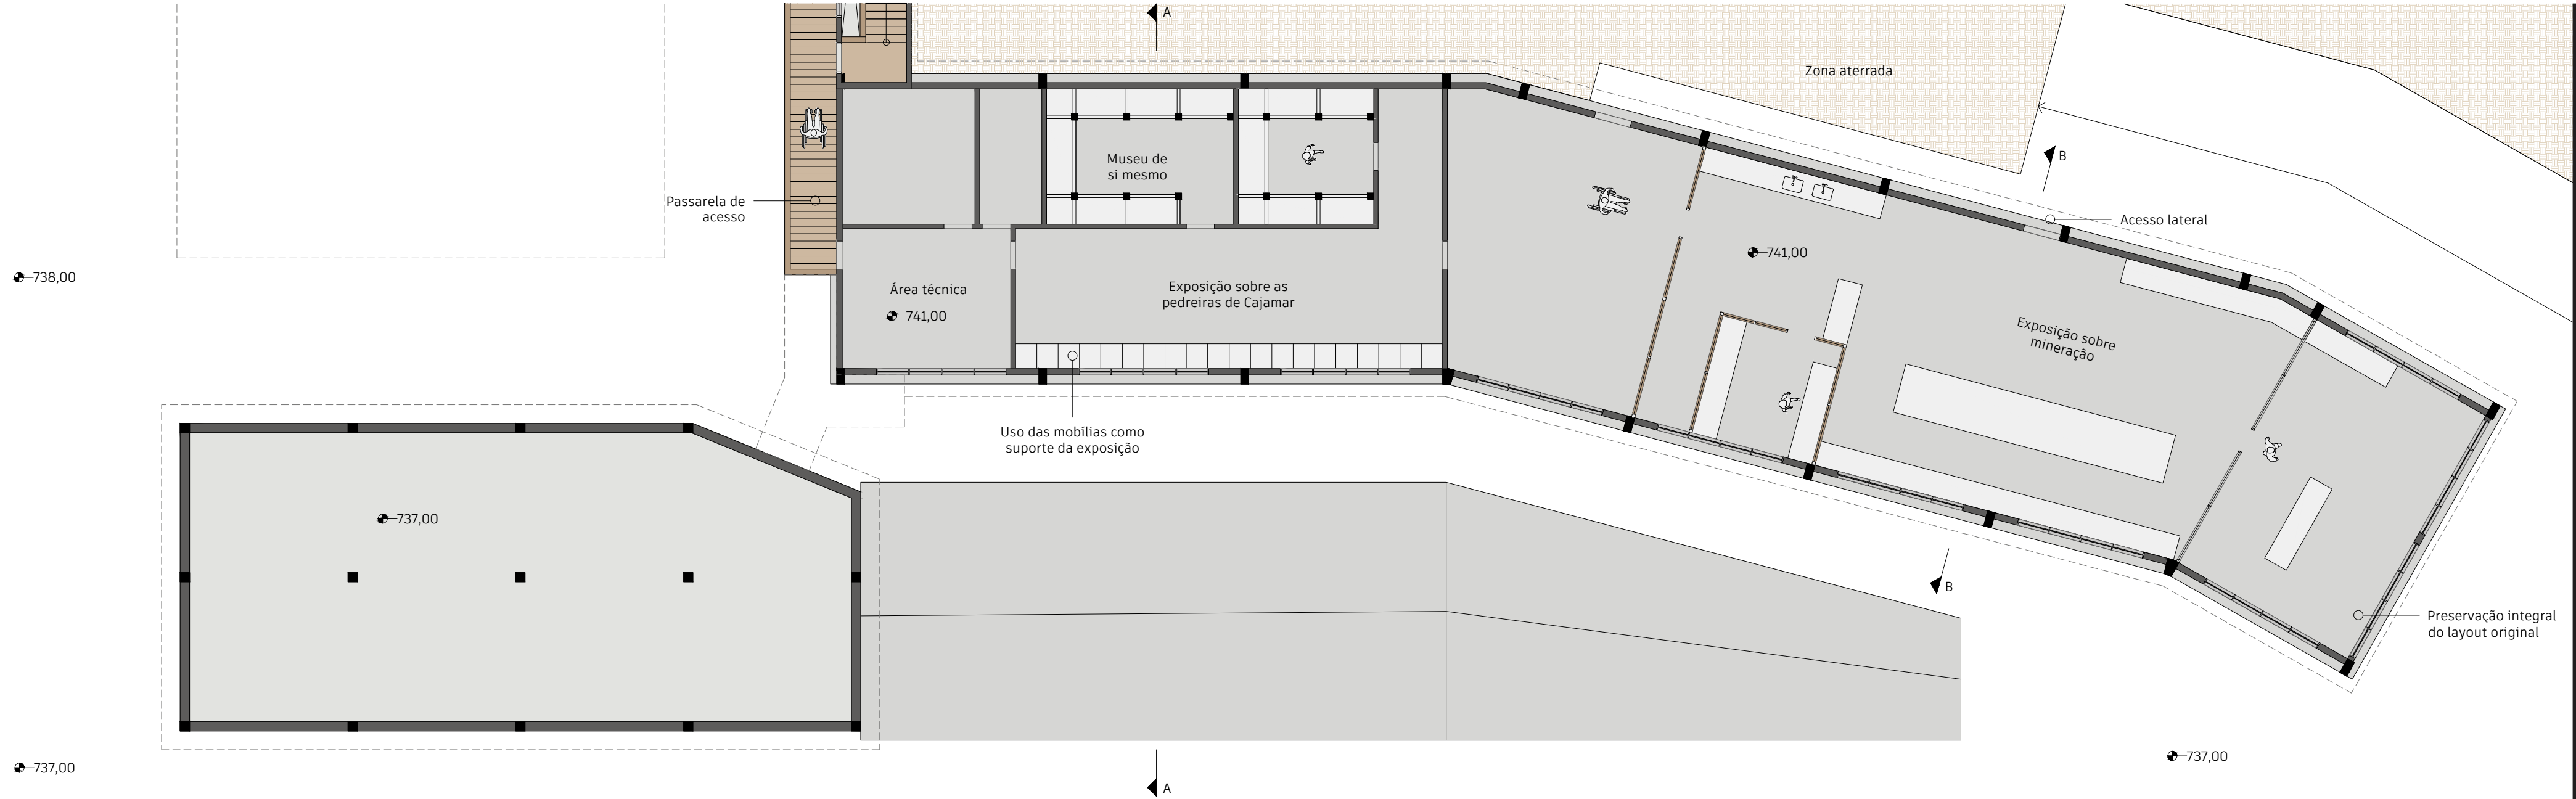 A
Zona aterrada
B
Museu de
si mesmo
Passarela de
acesso
Acesso lateral
741,00
738,00
Área técnica
741,00
Exposição sobre as
pedreiras de Cajamar
Exposição sobre
mineração
Uso das mobílias como
suporte da exposição
737,00
B
Preservação integral
do layout original
737,00
737,00
A